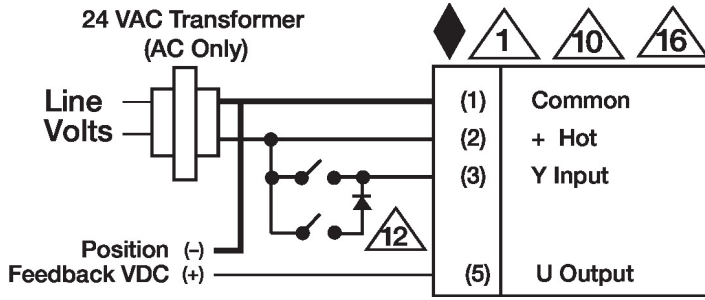 24 VAC Transformer
(AC Only)
1
10
16
Line
Volts
(1) Common
(2) + Hot
(3) Y Input
12
Position (–)
Feedback VDC (+)
(5) U Output